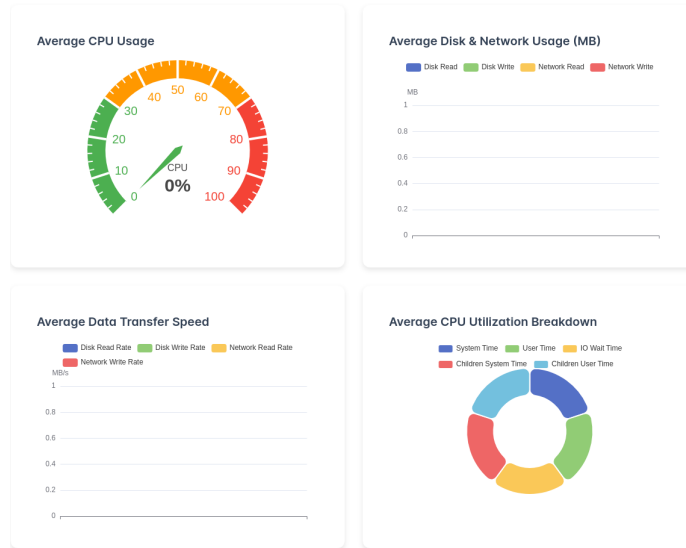 Average CPU Usage
50
40 60
30 70
20 80
10 90
CPU
0 100
0%
Average Disk & Network Usage (MB)
Disk Read Disk Write Network Read Network Write
MB
1
0.8
0.6
0.4
0.2
0
Average Data Transfer Speed
Disk Read Rate Disk Write Rate Network Read Rate
Network Write Rate
MB/s
1
0.8
0.6
0.4
0.2
0
Average CPU Utilization Breakdown
System Time User Time IO Wait Time
Children System Time Children User Time